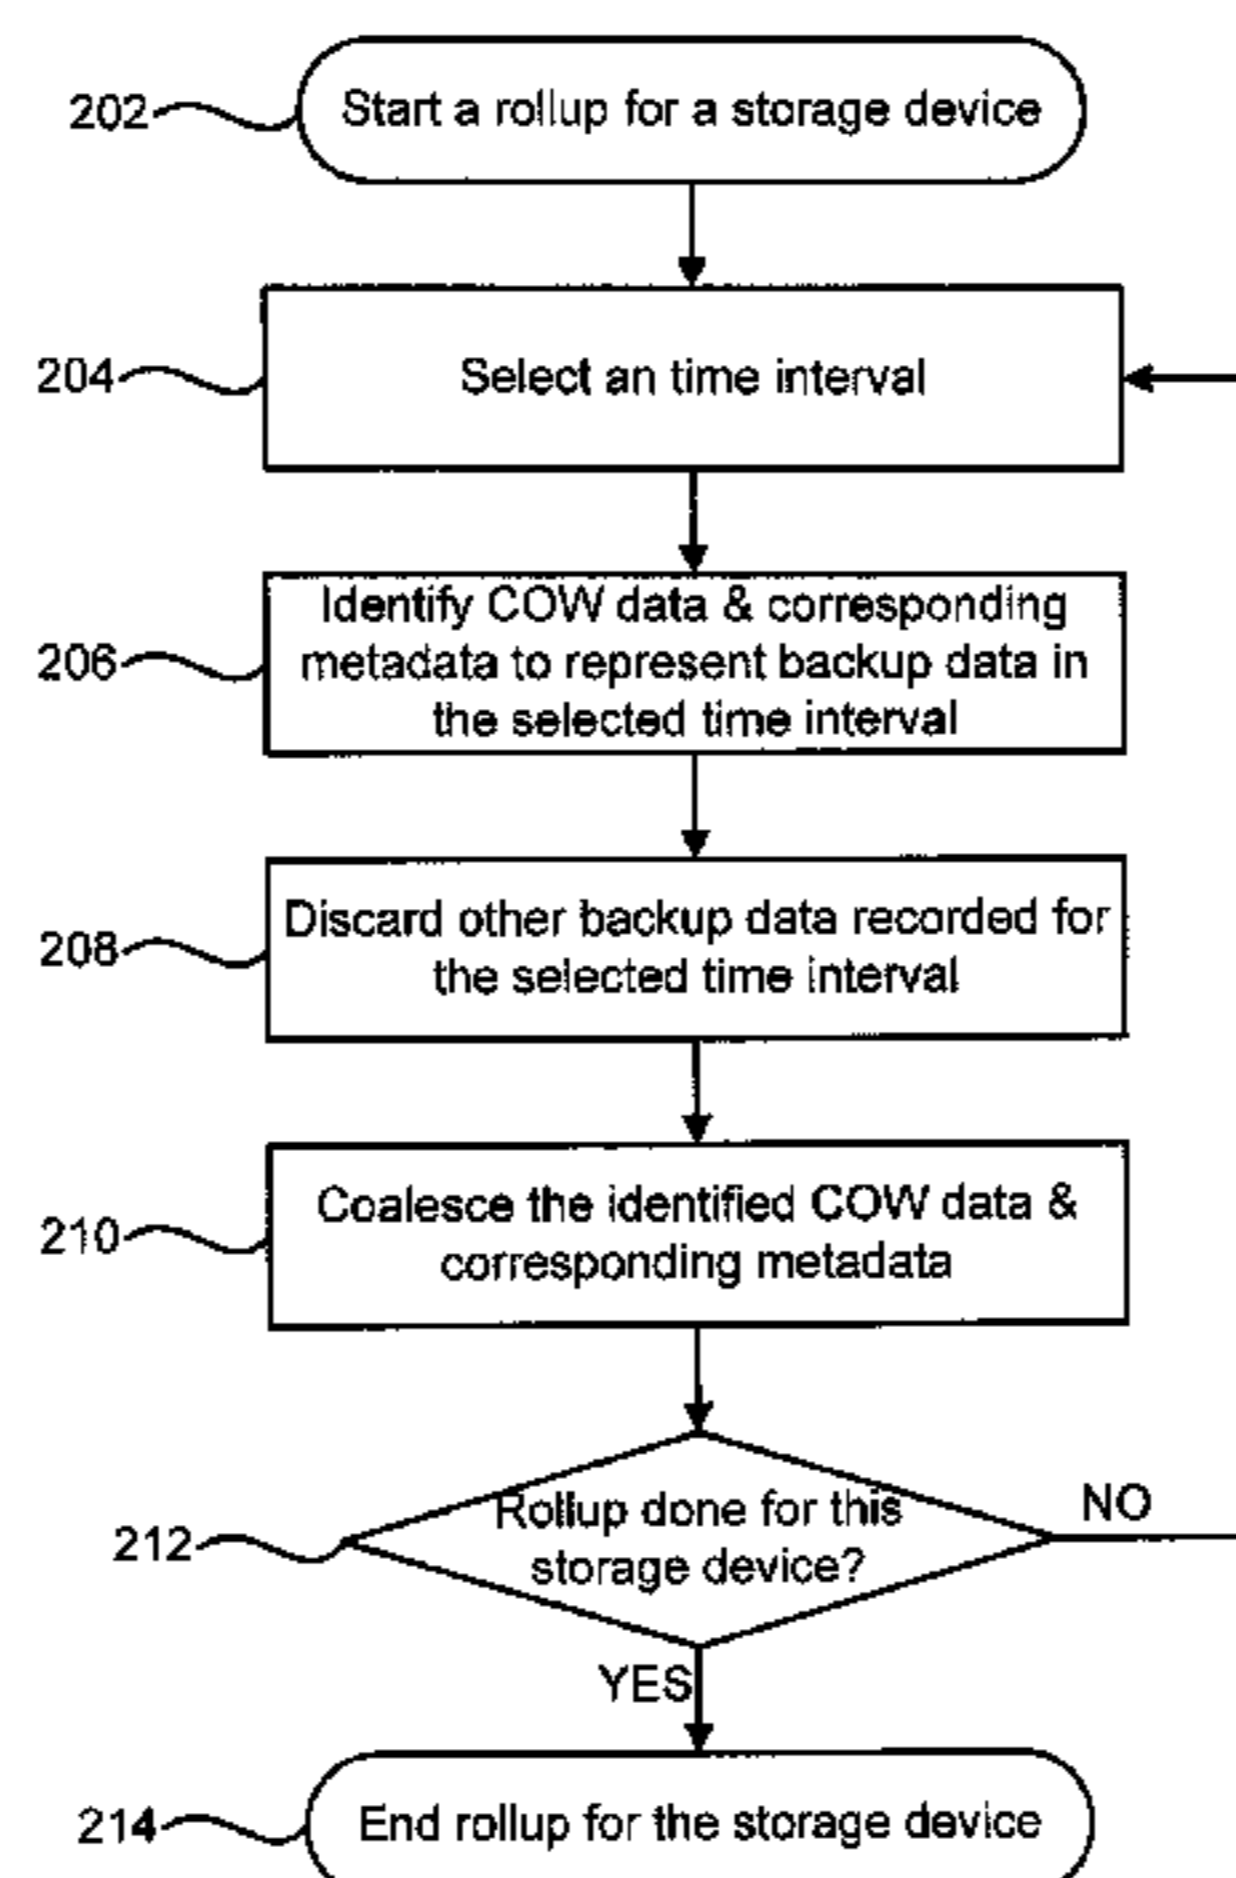 202
Start a rollup for a storage device
204
Select an time interval
206
Identify COW data & corresponding
metadata to represent backup data in
the selected time interval
208
Discard other backup data recorded for
the selected time interval
210
Coalesce the identified COW data &
corresponding metadata
212
Rollup done for this
storage device?
NO
YES
214
End rollup for the storage device